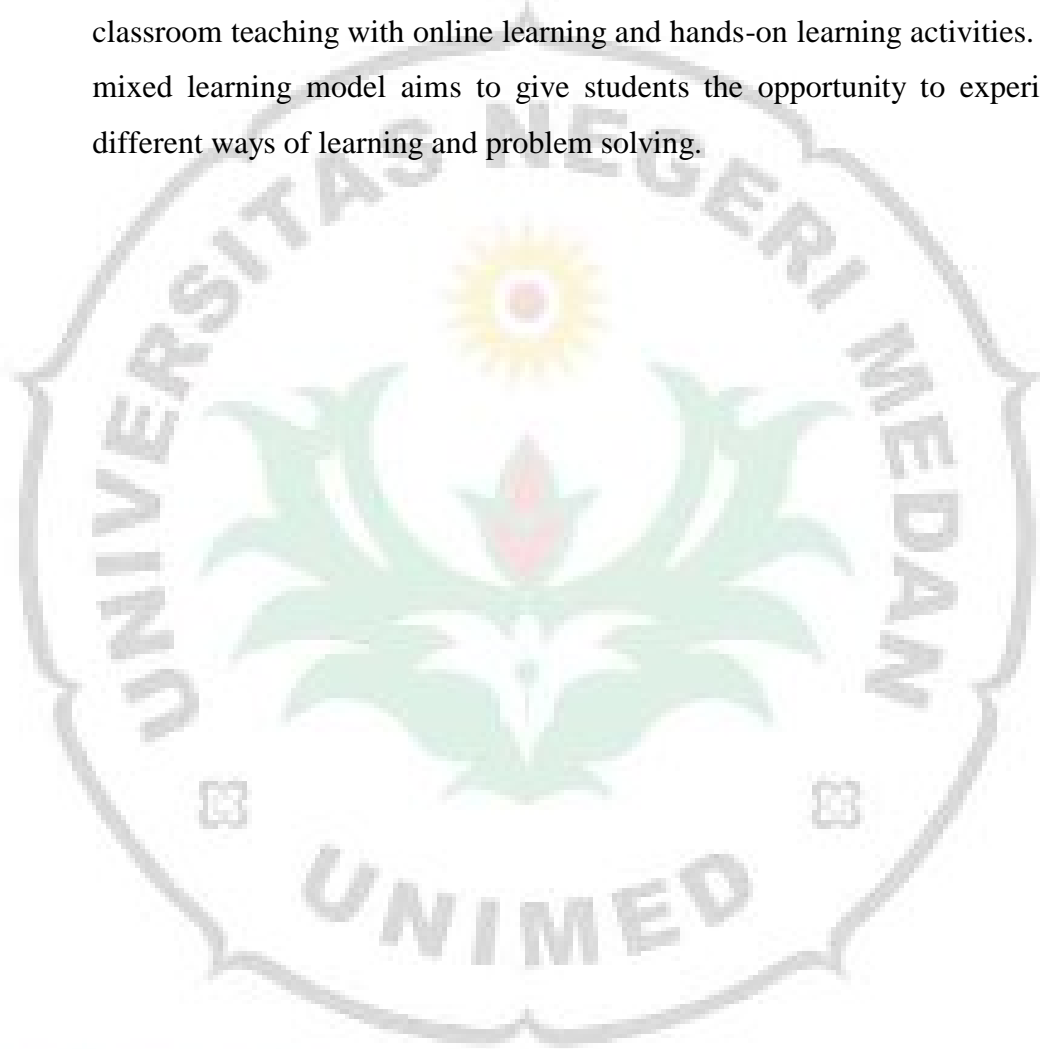 classroom teaching with online learning and hands-on learning activities.
mixed learning model aims to give students the opportunity to experi
different ways of learning and problem solving.
UNIVERSITAS NEGERI MEDAN
UNIMED